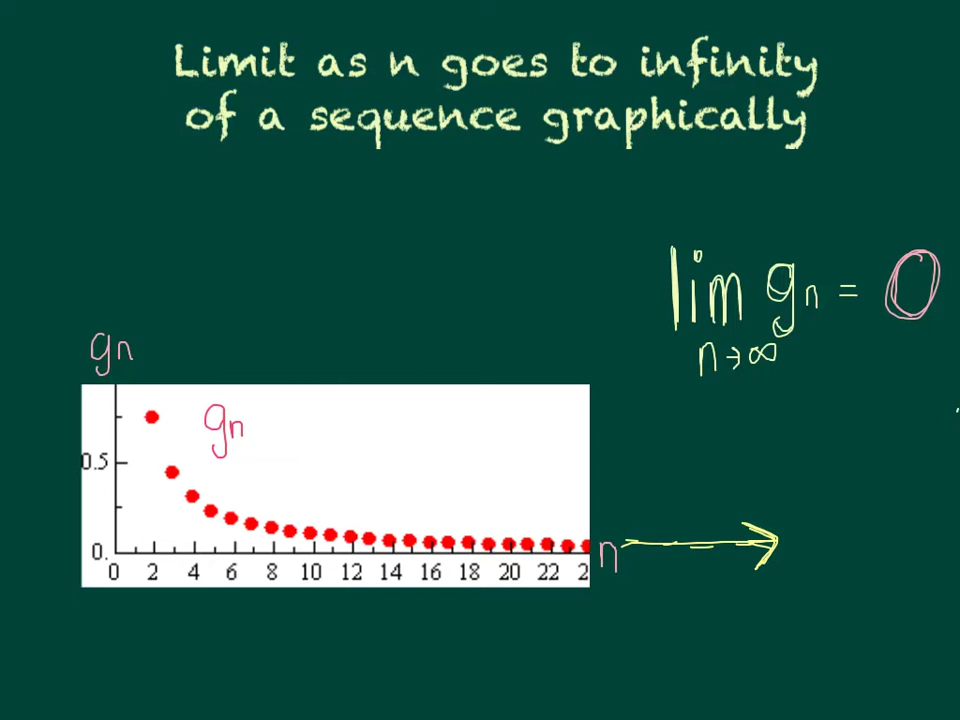 Limit as n goes to infinity
of a sequence graphically
lim gn = 0
n→∞
gn
gn
0.5
0.
n
0 2 4 6 8 10 12 14 16 18 20 22 2